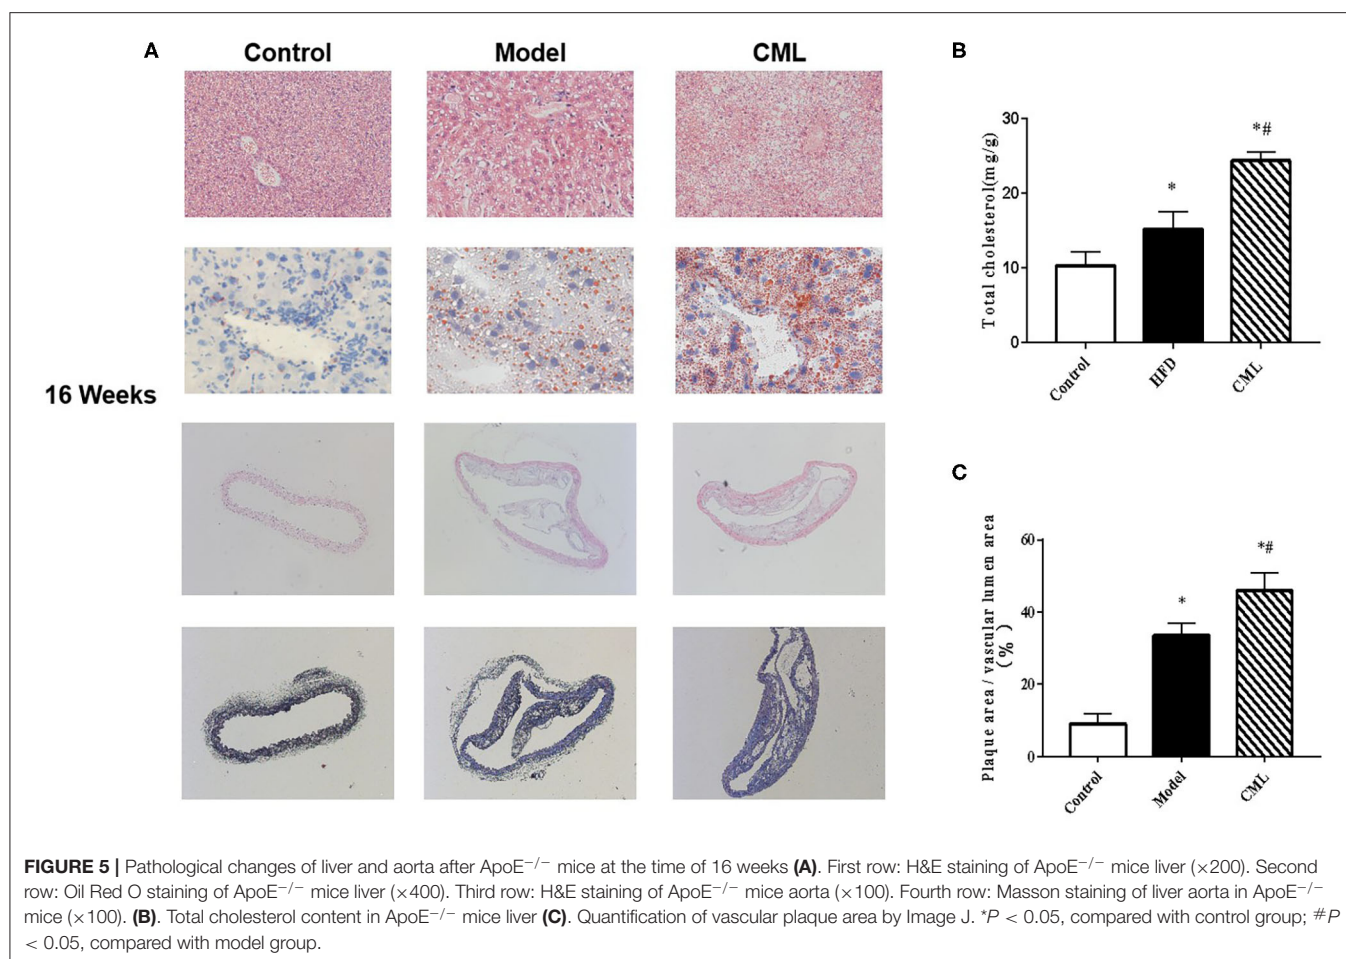 A
Control
Model
CML
16 Weeks
B
Total cholesterol(mg/g)
30
20
10
0
*
*#
Control
HFD
CML
C
Plaque area/ vascular lumen area
(%)
60
40
20
0
*
*#
Control
Model
CML
FIGURE 5 | Pathological changes of liver and aorta after ApoE−/− mice at the time of 16 weeks (A). First row: H&E staining of ApoE−/− mice liver (×200). Second
row: Oil Red O staining of ApoE−/− mice liver (×400). Third row: H&E staining of ApoE−/− mice aorta (×100). Fourth row: Masson staining of liver aorta in ApoE−/−
mice (×100). (B). Total cholesterol content in ApoE−/− mice liver (C). Quantification of vascular plaque area by Image J. *P < 0.05, compared with control group; #P
< 0.05, compared with model group.